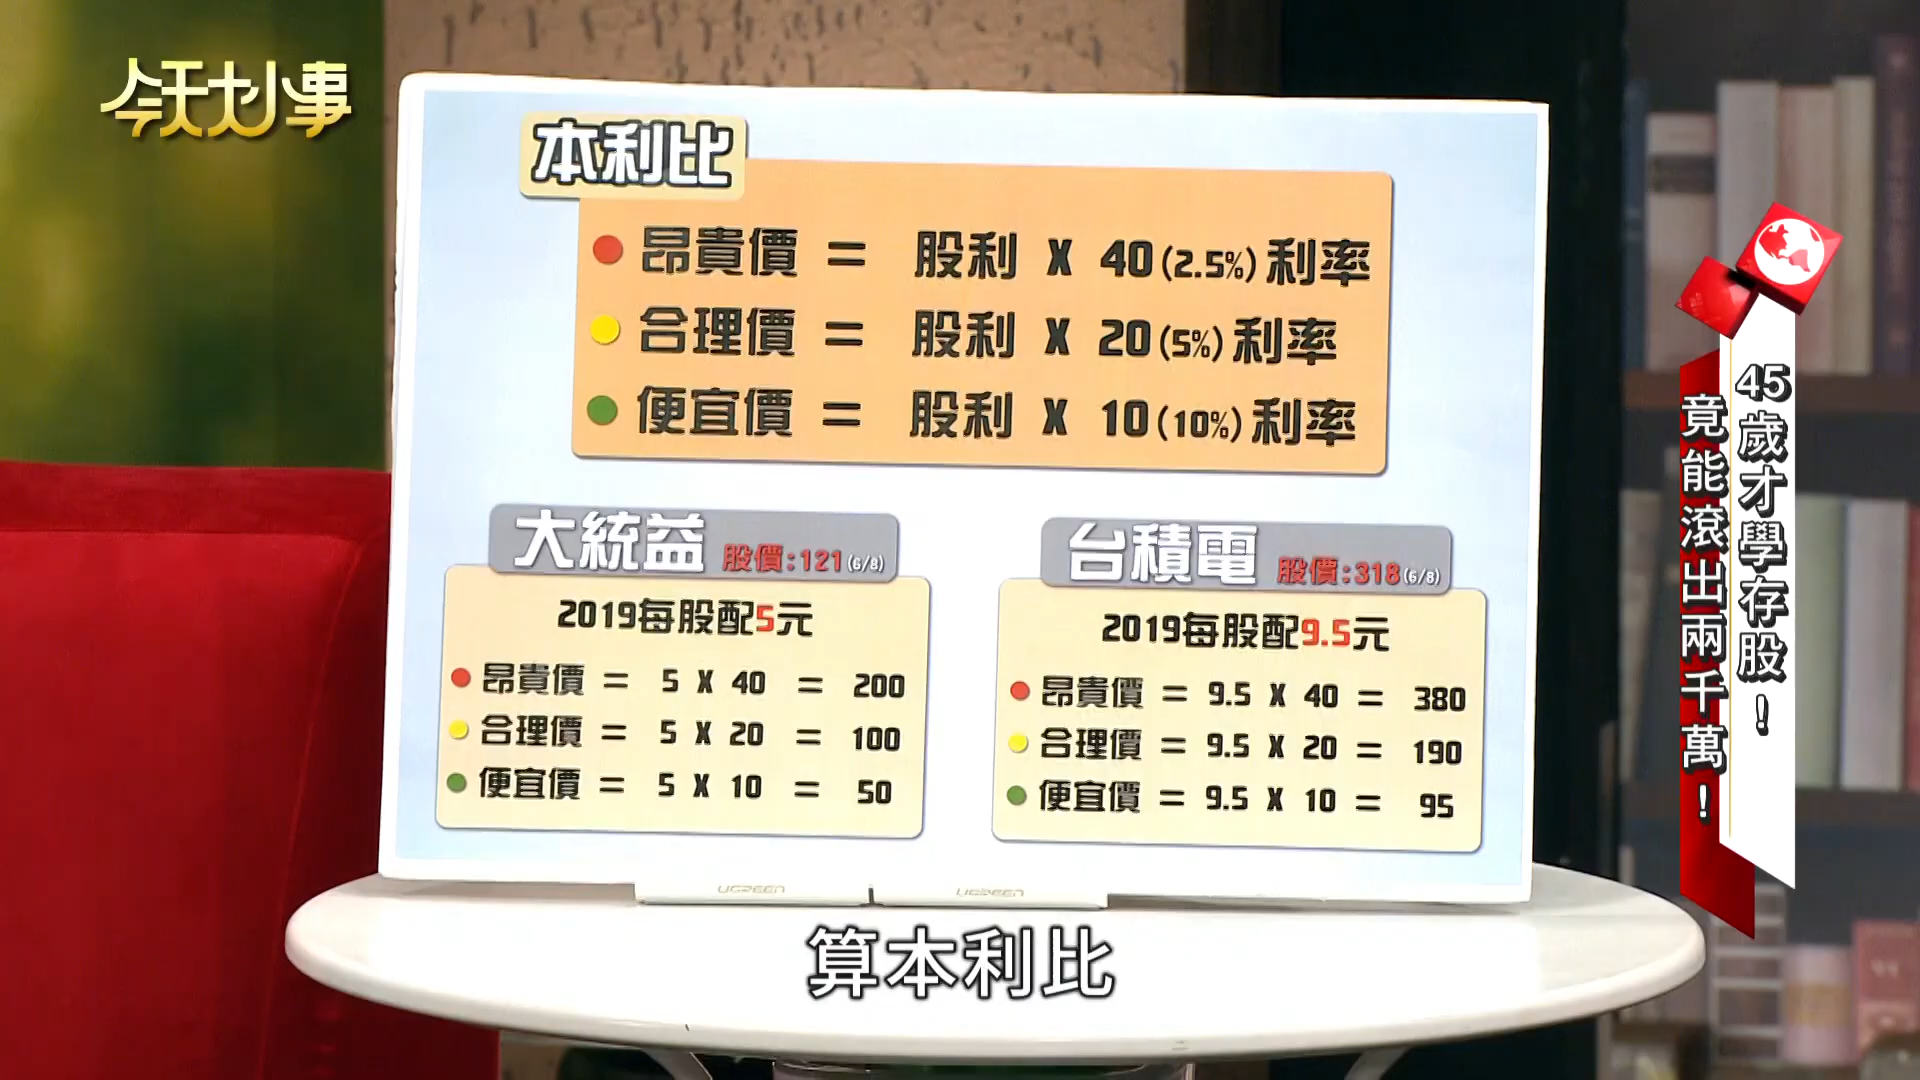 今天大小事
本利比
昂貴價 = 股利 X 40(2.5%)利率
合理價 = 股利 X 20(5%)利率
便宜價 = 股利 X 10(10%)利率
大統益 股價:121(6/8)
2019每股配5元
昂貴價 = 5 X 40 = 200
合理價 = 5 X 20 = 100
便宜價 = 5 X 10 = 50
台積電 股價:318(6/8)
2019每股配9.5元
昂貴價 = 9.5 X 40 = 380
合理價 = 9.5 X 20 = 190
便宜價 = 9.5 X 10 = 95
UGREEN
UGREEN
45歲才學存股！
竟能滾出兩千萬！
算本利比